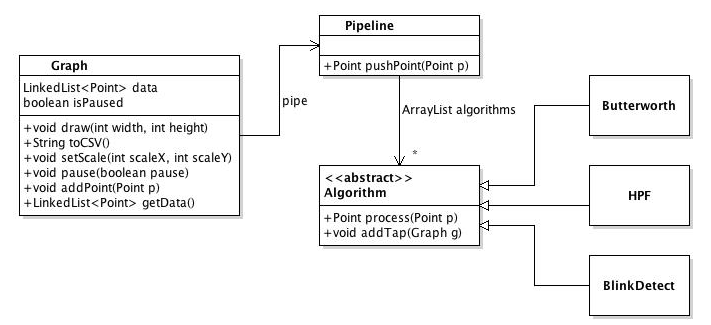 Pipeline
+Point pushPoint(Point p)
Graph
LinkedList<Point> data
boolean isPaused
+void draw(int width, int height)
+String toCSV()
+void setScale(int scaleX, int scaleY)
+void pause(boolean pause)
+void addPoint(Point p)
+LinkedList<Point> getData()
pipe
ArrayList algorithms
*
<<abstract>>
Algorithm
+Point process(Point p)
+void addTap(Graph g)
Butterworth
HPF
BlinkDetect